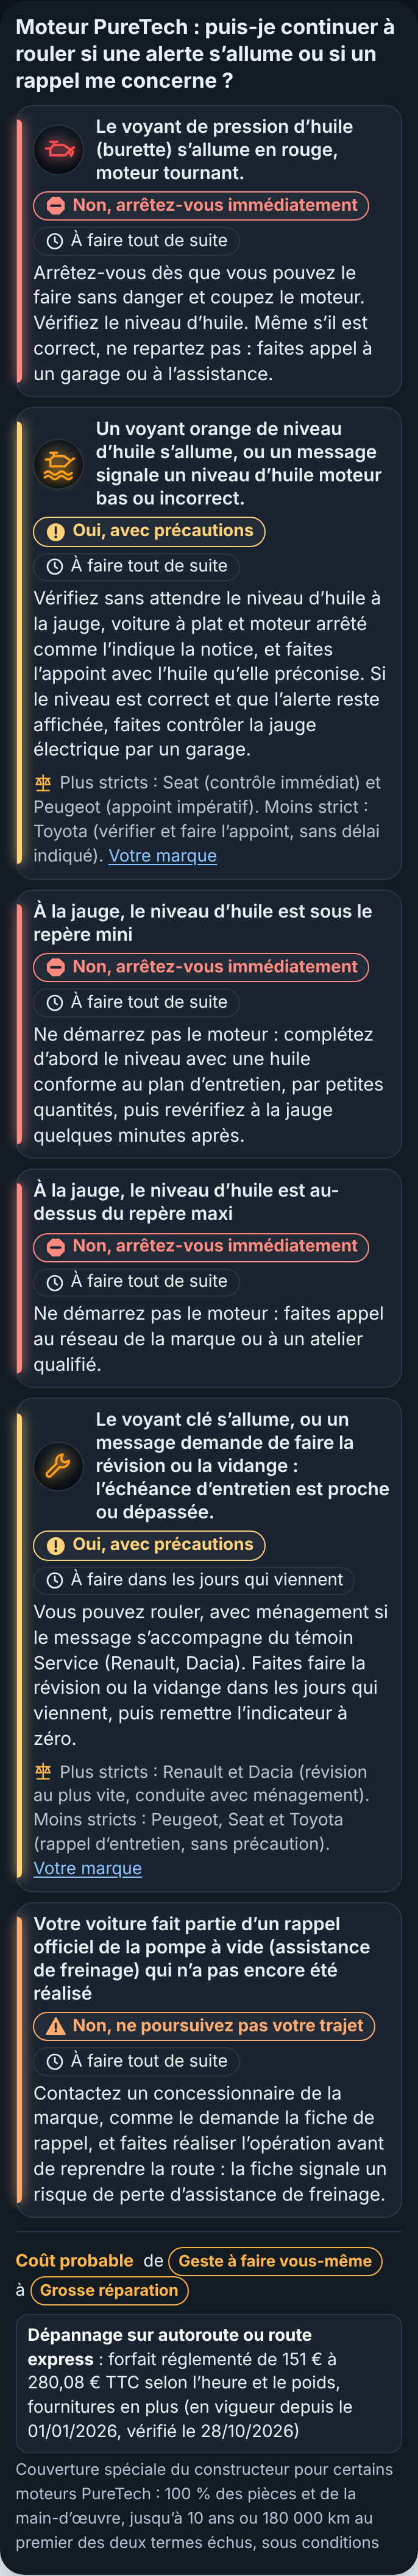 Moteur PureTech : puis-je continuer à
rouler si une alerte s’allume ou si un
rappel me concerne ?
Le voyant de pression d’huile
(burette) s’allume en rouge,
moteur tournant.
Non, arrêtez-vous immédiatement
À faire tout de suite
Arrêtez-vous dès que vous pouvez le
faire sans danger et coupez le moteur.
Vérifiez le niveau d’huile. Même s’il est
correct, ne repartez pas : faites appel à
un garage ou à l’assistance.
Un voyant orange de niveau
d’huile s’allume, ou un message
signale un niveau d’huile moteur
bas ou incorrect.
Oui, avec précautions
À faire tout de suite
Vérifiez sans attendre le niveau d’huile à
la jauge, voiture à plat et moteur arrêté
comme l’indique la notice, et faites
l’appoint avec l’huile qu’elle préconise. Si
le niveau est correct et que l’alerte reste
affichée, faites contrôler la jauge
électrique par un garage.
Plus stricts : Seat (contrôle immédiat) et
Peugeot (appoint impératif). Moins strict :
Toyota (vérifier et faire l’appoint, sans délai
indiqué). Votre marque
À la jauge, le niveau d’huile est sous le
repère mini
Non, arrêtez-vous immédiatement
À faire tout de suite
Ne démarrez pas le moteur : complétez
d’abord le niveau avec une huile
conforme au plan d’entretien, par petites
quantités, puis revérifiez à la jauge
quelques minutes après.
À la jauge, le niveau d’huile est au-
dessus du repère maxi
Non, arrêtez-vous immédiatement
À faire tout de suite
Ne démarrez pas le moteur : faites appel
au réseau de la marque ou à un atelier
qualifié.
Le voyant clé s’allume, ou un
message demande de faire la
révision ou la vidange :
l’échéance d’entretien est proche
ou dépassée.
Oui, avec précautions
À faire dans les jours qui viennent
Vous pouvez rouler, avec ménagement si
le message s’accompagne du témoin
Service (Renault, Dacia). Faites faire la
révision ou la vidange dans les jours qui
viennent, puis remettre l’indicateur à
zéro.
Plus stricts : Renault et Dacia (révision
au plus vite, conduite avec ménagement).
Moins stricts : Peugeot, Seat et Toyota
(rappel d’entretien, sans précaution).
Votre marque
Votre voiture fait partie d’un rappel
officiel de la pompe à vide (assistance
de freinage) qui n’a pas encore été
réalisé
Non, ne poursuivez pas votre trajet
À faire tout de suite
Contactez un concessionnaire de la
marque, comme le demande la fiche de
rappel, et faites réaliser l’opération avant
de reprendre la route : la fiche signale un
risque de perte d’assistance de freinage.
Coût probable de Geste à faire vous-même
à Grosse réparation
Dépannage sur autoroute ou route
express : forfait réglementé de 151 € à
280,08 € TTC selon l’heure et le poids,
fournitures en plus (en vigueur depuis le
01/01/2026, vérifié le 28/10/2026)
Couverture spéciale du constructeur pour certains
moteurs PureTech : 100 % des pièces et de la
main-d’œuvre, jusqu’à 10 ans ou 180 000 km au
premier des deux termes échus, sous conditions